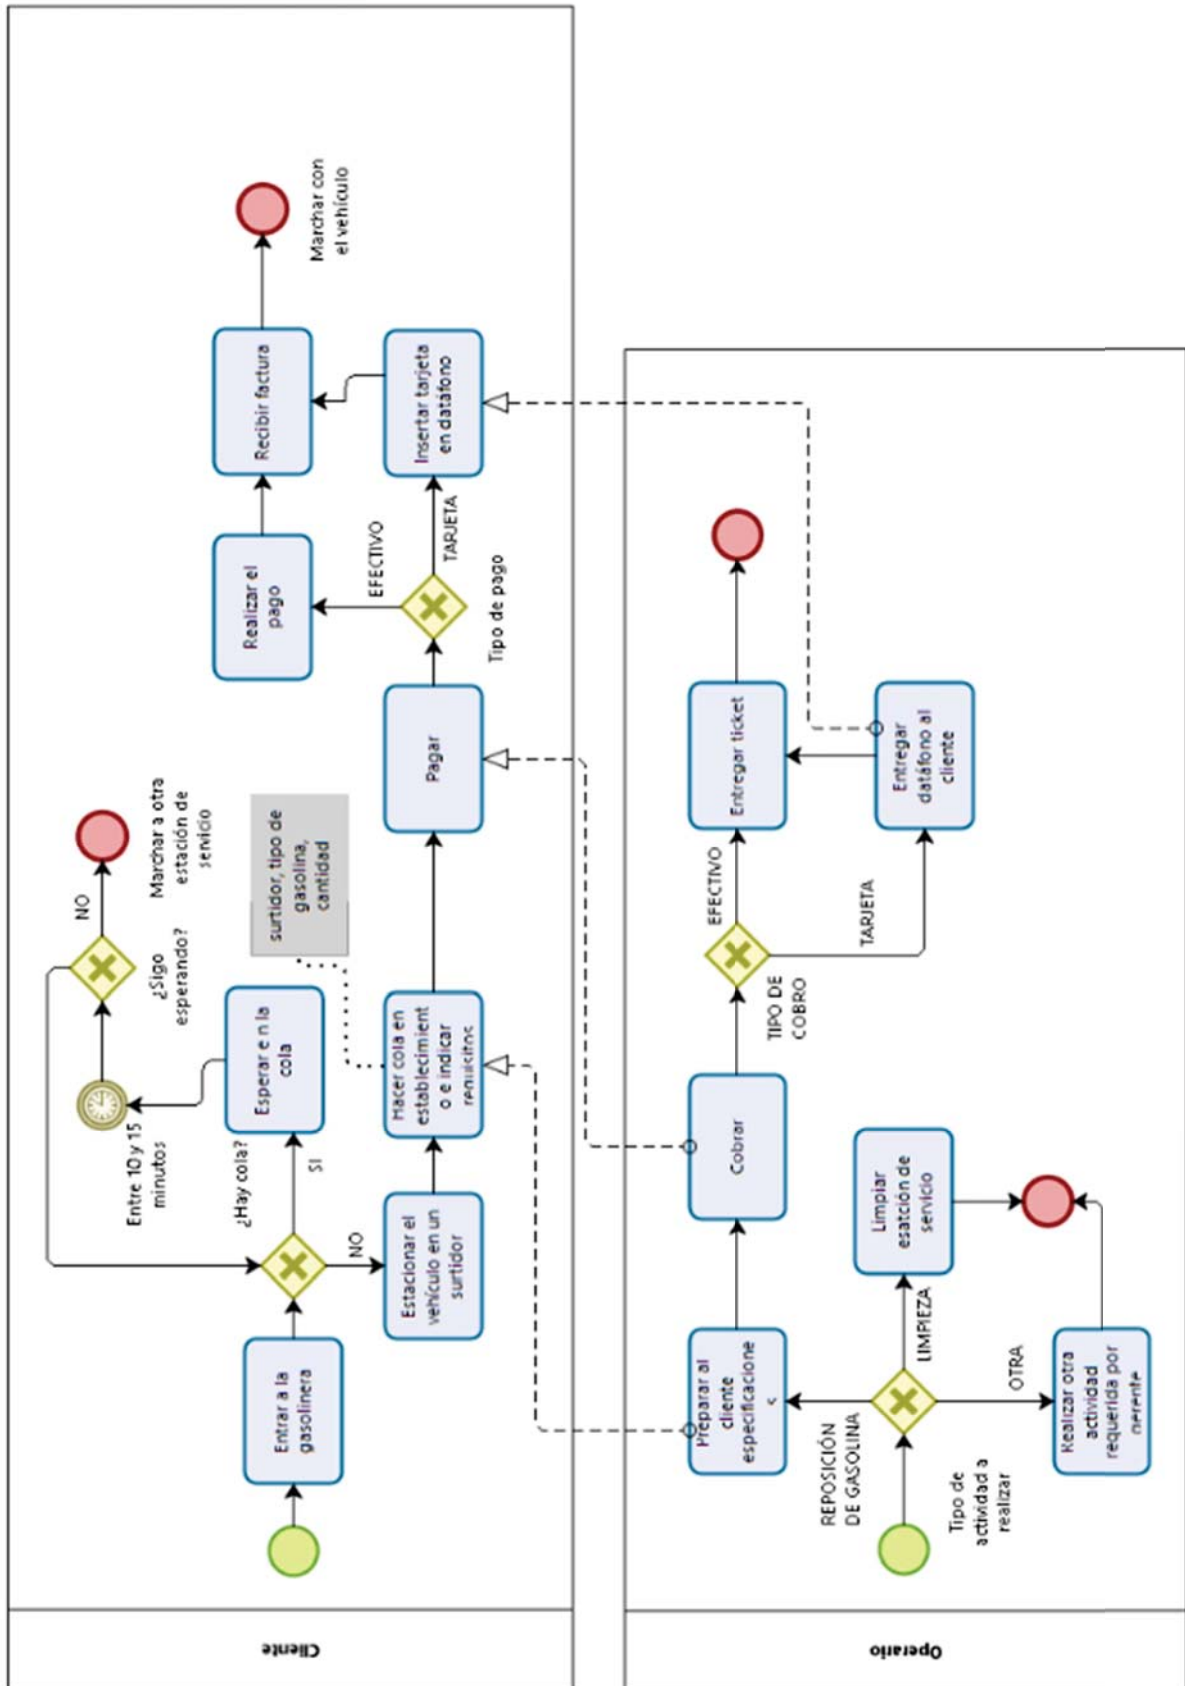 Cliente
Entrar a la
gasolinera
¿Hay cola?
SI
NO
Esperar e n la
cola
Entre 10 y 15
minutos
¿Sigo
esperando?
NO
Marchar a otra
estación de
servicio
Estacionar el
vehículo en un
surtidor
Hacer cola en
establecimient
o e indicar
requisitos
surtidor, tipo de
gasolina,
cantidad
Pagar
Tipo de pago
EFECTIVO
TARJETA
Realizar el
pago
Insertar tarjeta
en datáfono
Recibir factura
Marchar con
el vehículo
Operario
Tipo de
actividad a
realizar
REPOSICIÓN
DE GASOLINA
LIMPIEZA
OTRA
Preparar al
cliente
especificacione
s
Limpiar
esatción de
servicio
Realizar otra
actividad
requerida por
gerente
Cobrar
TIPO DE
COBRO
EFECTIVO
TARJETA
Entregar ticket
Entregar
datáfono al
cliente